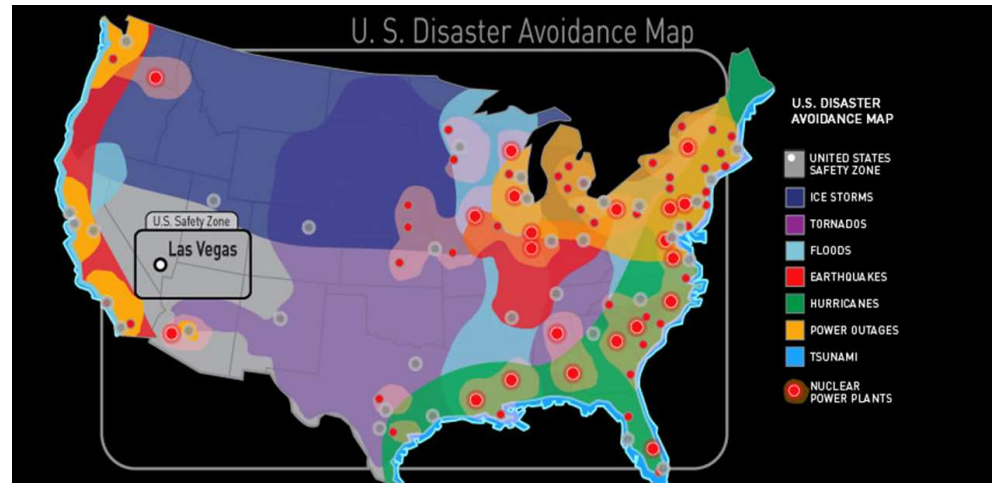 U. S. Disaster Avoidance Map
U.S. Safety Zone
Las Vegas
U.S. DISASTER
AVOIDANCE MAP
UNITED STATES
SAFETY ZONE
ICE STORMS
TORNADOS
FLOODS
EARTHQUAKES
HURRICANES
POWER OUTAGES
TSUNAMI
NUCLEAR
POWER PLANTS